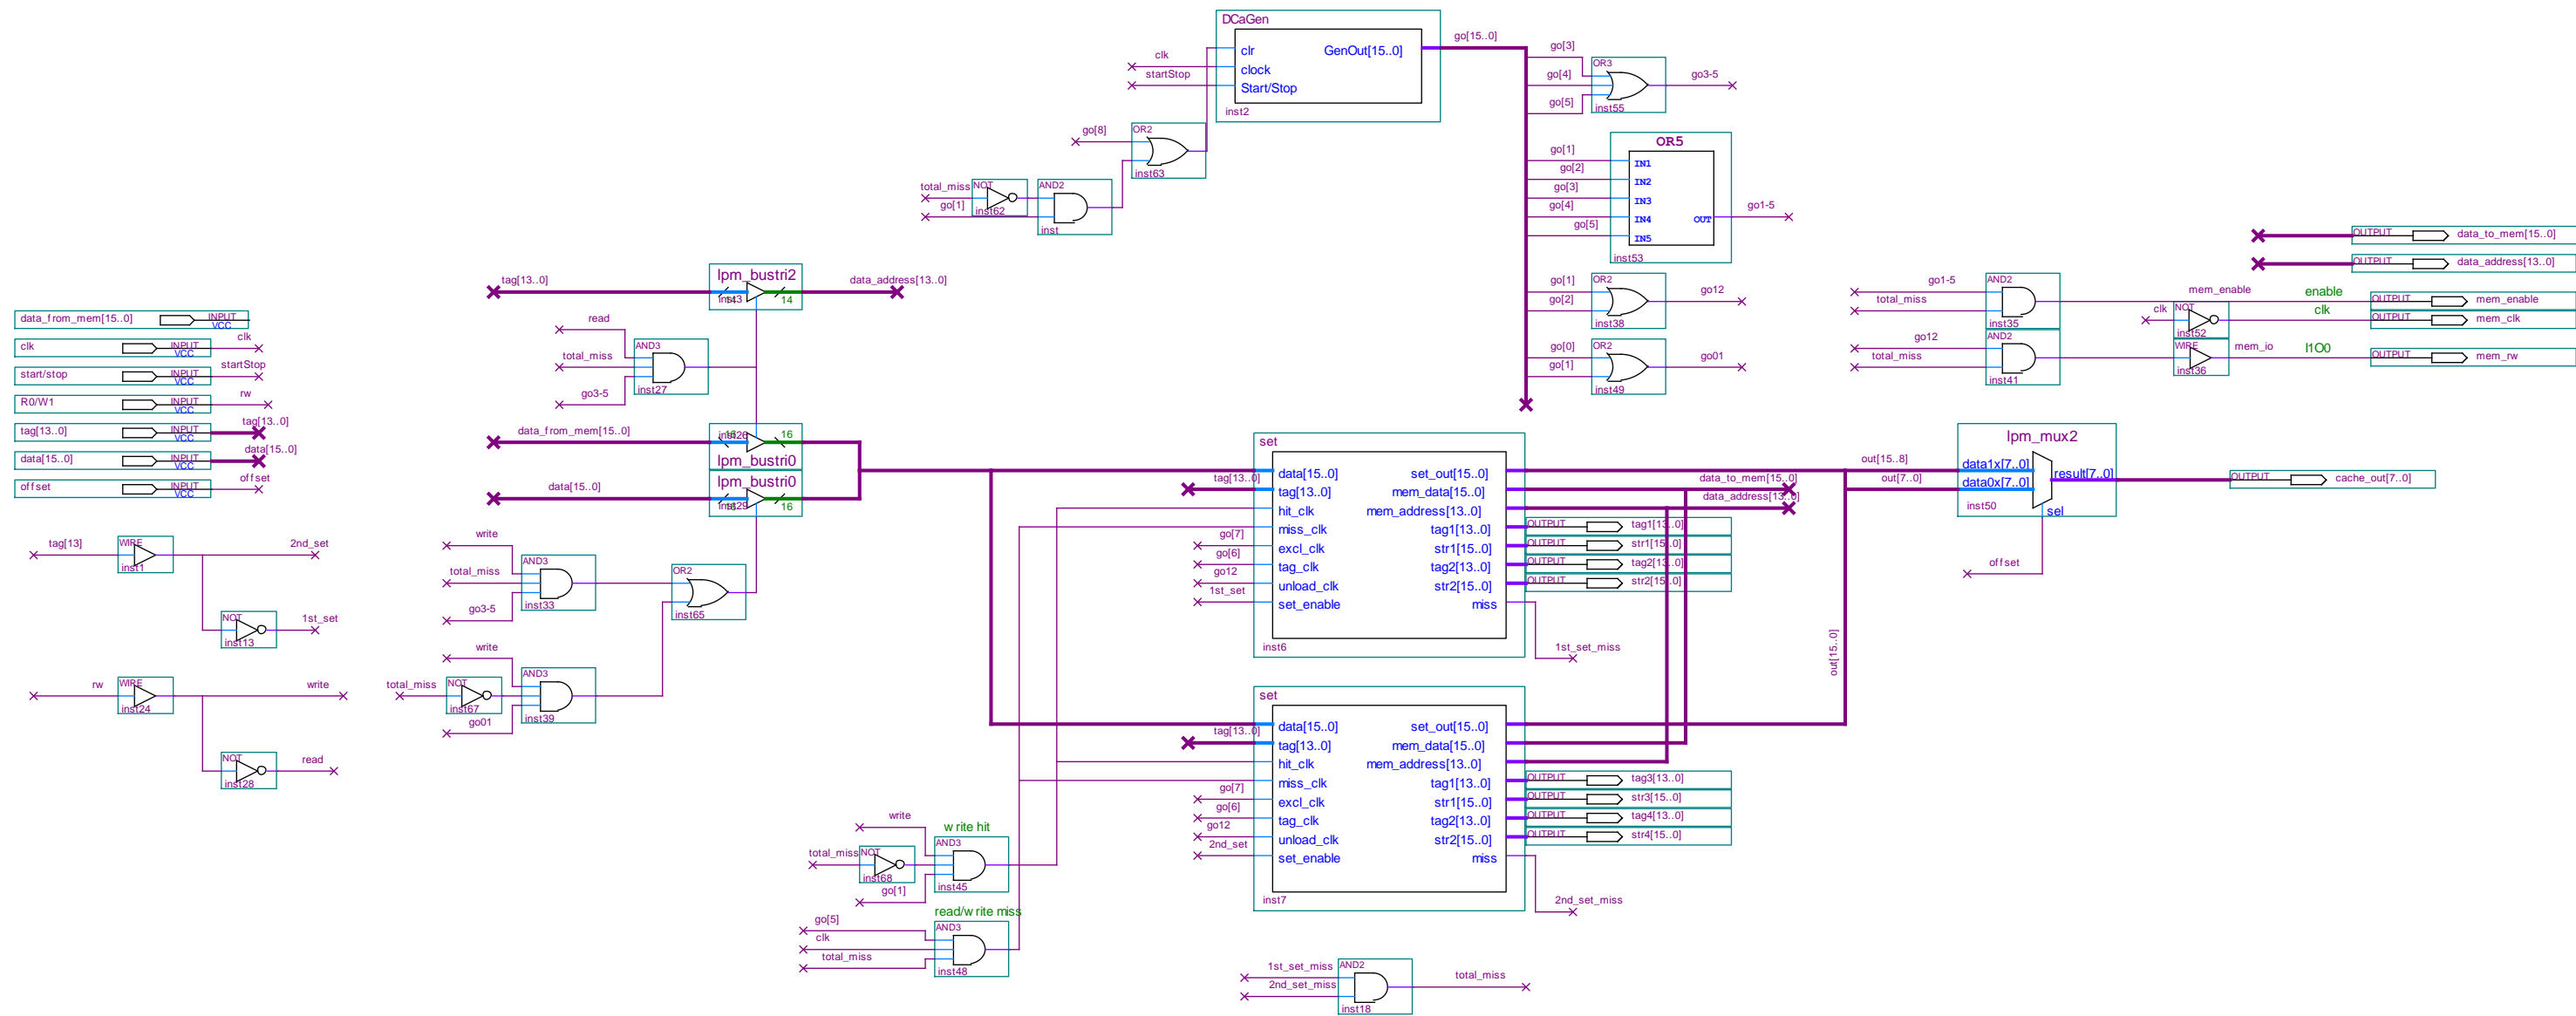 DCaGen
clr
GenOut[15..0]
clock
Start/Stop
inst2
clk
startStop
go[8]
OR2
inst63
total_miss
NOT
inst62
go[1]
AND2
inst
go[15..0]
go[3]
go[4]
go[5]
OR3
inst55
go3-5
OR5
go[1]
go[2]
go[3]
go[4]
go[5]
IN1
IN2
IN3
IN4
IN5
OUT
inst53
go1-5
go[1]
go[2]
OR2
inst38
go12
go[0]
go[1]
OR2
inst49
go01
OUTPUT
data_to_mem[15..0]
OUTPUT
data_address[13..0]
go1-5
total_miss
AND2
inst35
mem_enable
enable
OUTPUT
mem_enable
clk
NOT
inst52
clk
OUTPUT
mem_clk
go12
total_miss
AND2
inst41
WIRE
inst36
mem_io
I1O0
OUTPUT
mem_rw
data_from_mem[15..0]
INPUT
VCC
clk
INPUT
VCC
clk
start/stop
INPUT
VCC
startStop
R0/W1
INPUT
VCC
rw
tag[13..0]
INPUT
VCC
tag[13..0]
data[15..0]
INPUT
VCC
data[15..0]
offset
INPUT
VCC
offset
tag[13]
WIRE
inst1
2nd_set
NOT
inst13
1st_set
rw
WIRE
inst24
write
NOT
inst28
read
tag[13..0]
lpm_bustri2
14
inst3
14
data_address[13..0]
read
total_miss
go3-5
AND3
inst27
data_from_mem[15..0]
16
inst26
16
lpm_bustri0
lpm_bustri0
data[15..0]
16
inst29
16
write
total_miss
go3-5
AND3
inst33
OR2
inst65
write
total_miss
NOT
inst67
go01
AND3
inst39
set
data[15..0]
tag[13..0]
hit_clk
miss_clk
excl_clk
tag_clk
unload_clk
set_enable
set_out[15..0]
mem_data[15..0]
mem_address[13..0]
tag1[13..0]
str1[15..0]
tag2[13..0]
str2[15..0]
miss
inst6
tag[13..0]
go[7]
go[6]
go12
1st_set
data_to_mem[15..0]
data_address[13..0]
OUTPUT
tag1[13..0]
OUTPUT
str1[15..0]
OUTPUT
tag2[13..0]
OUTPUT
str2[15..0]
1st_set_miss
out[15..8]
out[7..0]
out[15..0]
lpm_mux2
data1x[7..0]
data0x[7..0]
result[7..0]
sel
inst50
offset
OUTPUT
cache_out[7..0]
set
data[15..0]
tag[13..0]
hit_clk
miss_clk
excl_clk
tag_clk
unload_clk
set_enable
set_out[15..0]
mem_data[15..0]
mem_address[13..0]
tag1[13..0]
str1[15..0]
tag2[13..0]
str2[15..0]
miss
inst7
tag[13..0]
go[7]
go[6]
go12
2nd_set
OUTPUT
tag3[13..0]
OUTPUT
str3[15..0]
OUTPUT
tag4[13..0]
OUTPUT
str4[15..0]
2nd_set_miss
write
write hit
total_miss
NOT
inst68
go[1]
AND3
inst45
read/write miss
go[5]
clk
total_miss
AND3
inst48
1st_set_miss
2nd_set_miss
AND2
inst18
total_miss